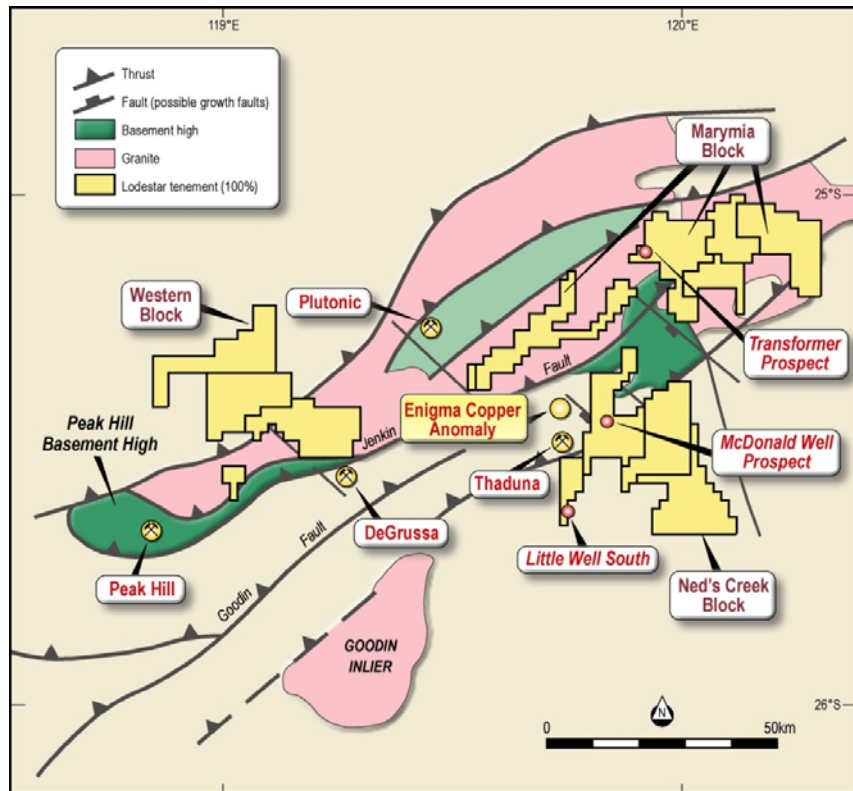 119°E
120°E
Thrust
Fault (possible growth faults)
Basement high
Granite
Lodestar tenement (100%)
Marymia
Block
25°S
Western
Block
Plutonic
Transformer
Prospect
Fault
Enigma Copper
Anomaly
Jenkin
Peak Hill
Basement High
McDonald Well
Prospect
Thaduna
DeGrussa
Fault
Little Well South
Peak Hill
Ned's Creek
Block
Goodin
GOODIN
INLIER
26°S
N
0
50km